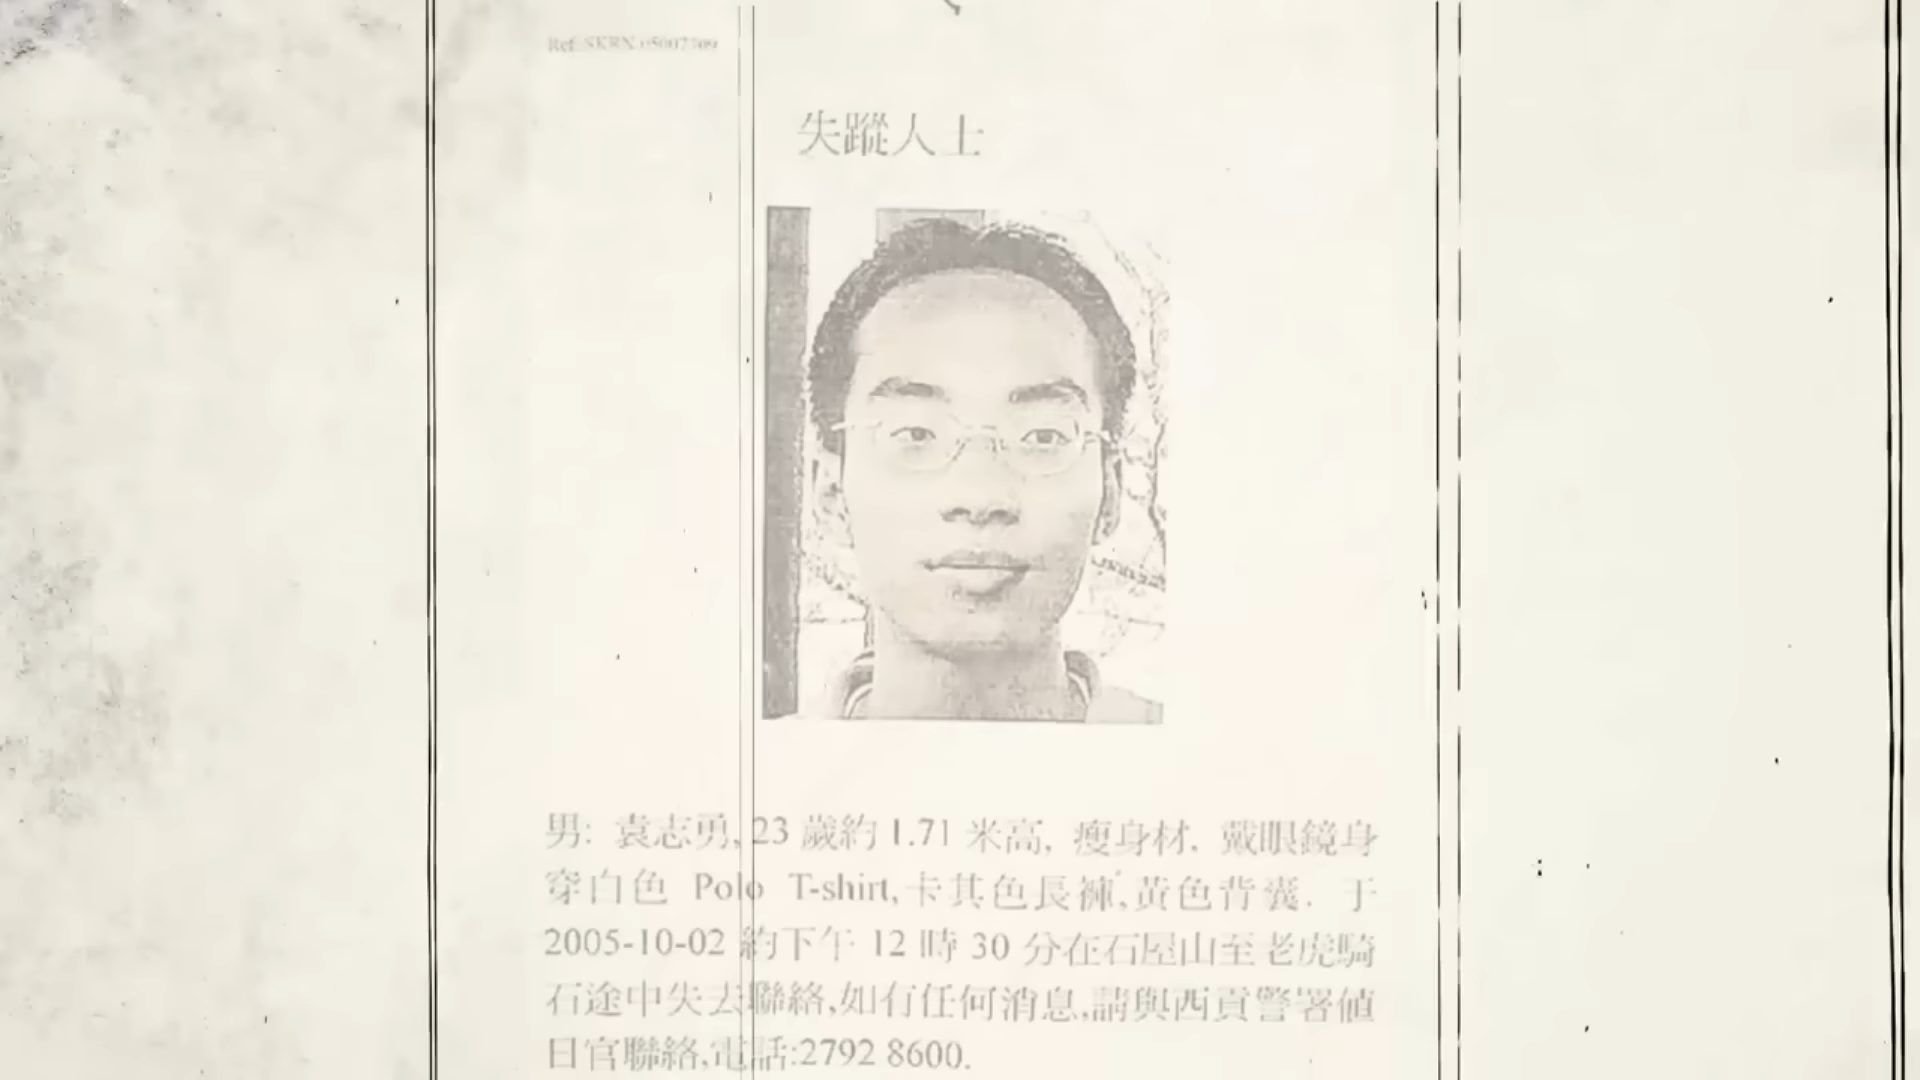 Ref: SKRN 05007709
失蹤人士
男: 袁志勇, 23 歲約 1.71 米高, 瘦身材. 戴眼鏡身
穿白色 Polo T-shirt,卡其色長褲,黃色背囊. 于
2005-10-02 約下午 12 時 30 分在石屋山至老虎騎
石途中失去聯絡,如有任何消息,請與西貢警署值
日官聯絡,電話:2792 8600.